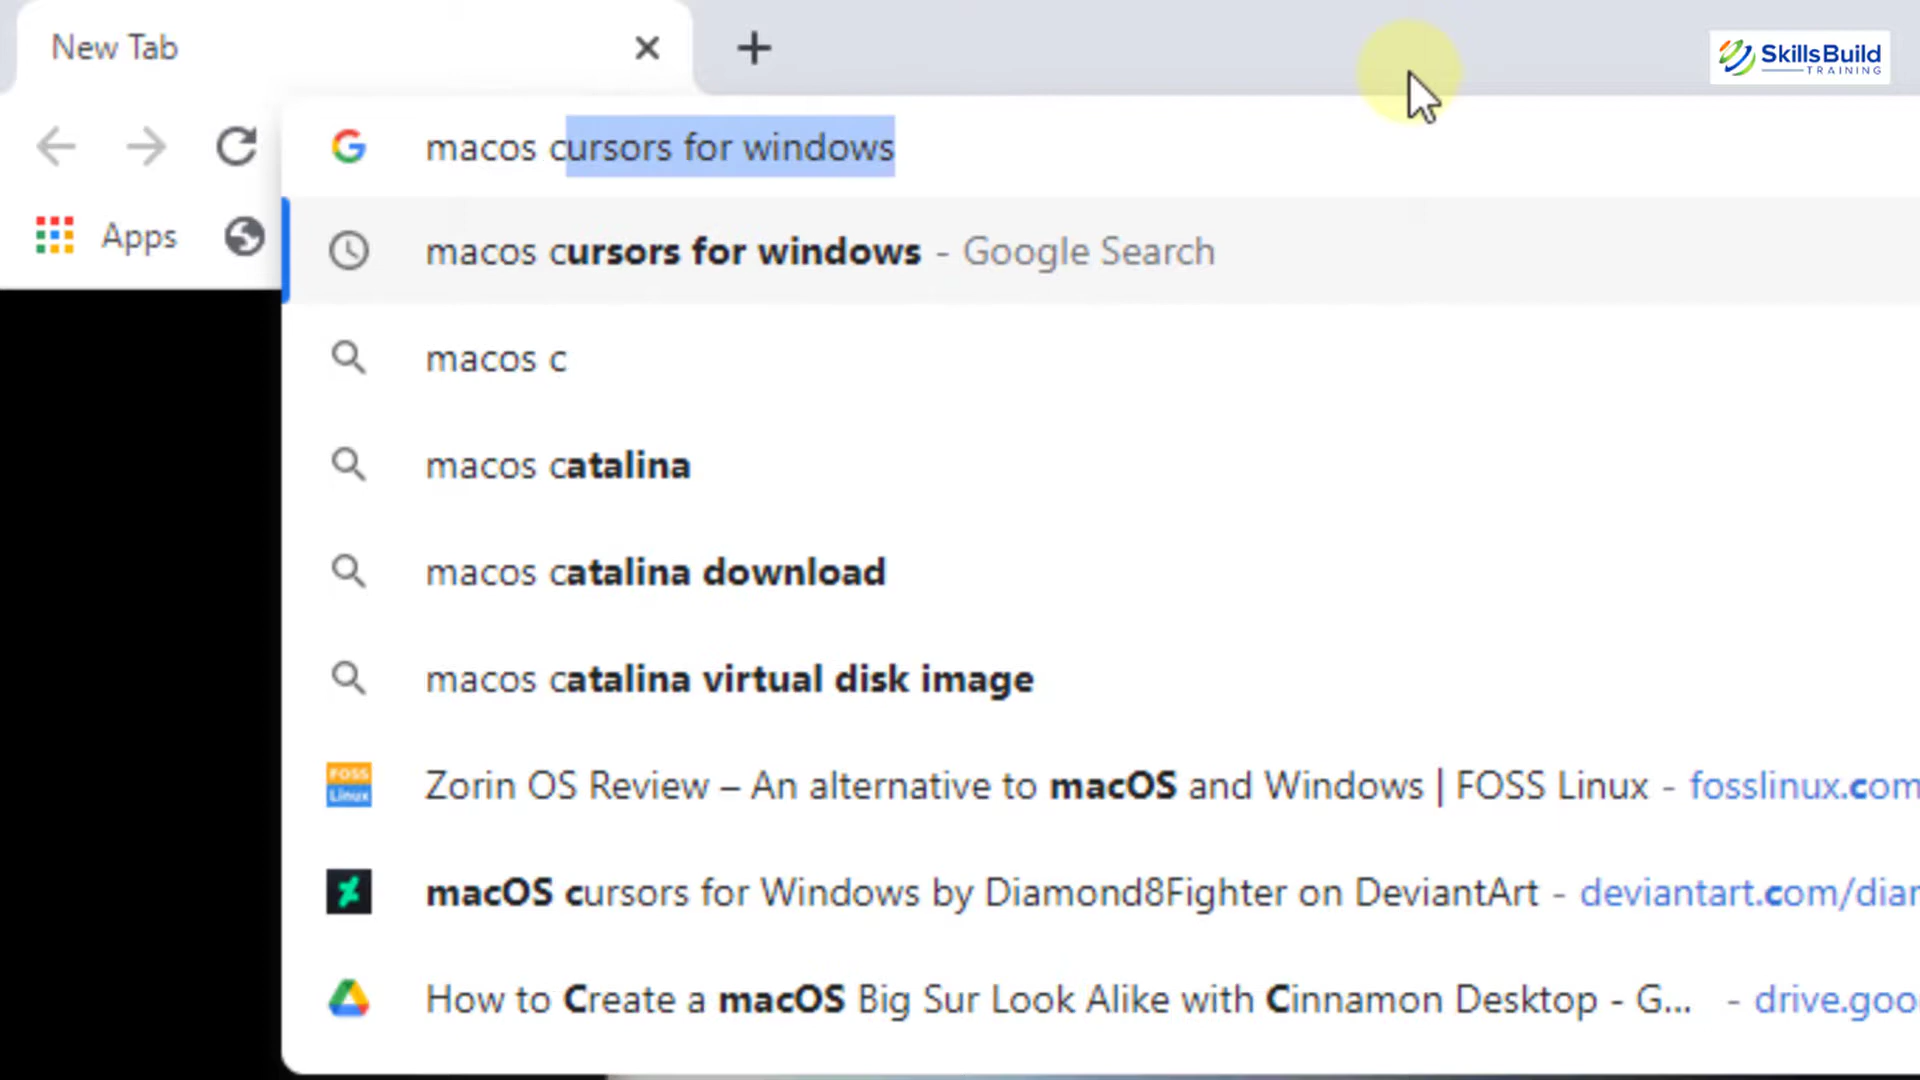 New Tab
SkillsBuild
TRAINING
macos cursors for windows
Apps
macos cursors for windows - Google Search
macos c
macos catalina
macos catalina download
macos catalina virtual disk image
FOSS
Linux
Zorin OS Review – An alternative to macOS and Windows | FOSS Linux - fosslinux.com
macOS cursors for Windows by Diamond8Fighter on DeviantArt - deviantart.com/diar
How to Create a macOS Big Sur Look Alike with Cinnamon Desktop - G... - drive.goo